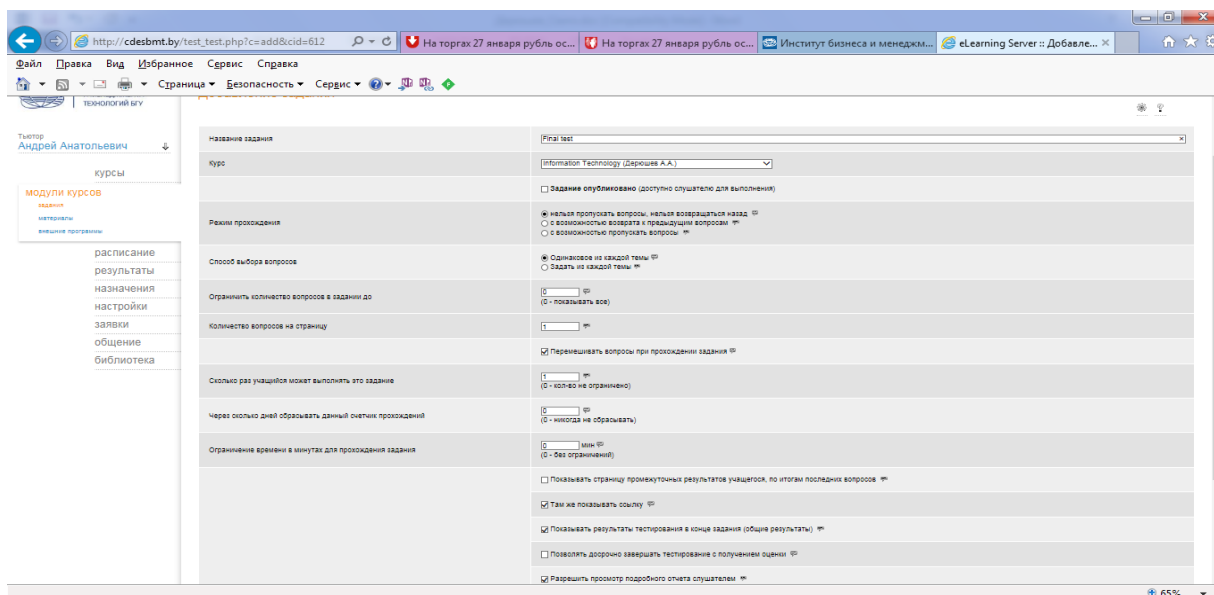 http://cdesbmt.by/test_test.php?c=add&cid=612
На торгах 27 января рубль ос...
На торгах 27 января рубль ос...
Институт бизнеса и менеджм...
eLearning Server :: Добавле...
Файл Правка Вид Избранное Сервис Справка
Страница Безопасность Сервис
ТЕХНОЛОГИЙ БГУ
Тьютор
Андрей Анатольевич
курсы
модули курсов
задания
материалы
внешние программы
расписание
результаты
назначения
настройки
заявки
общение
библиотека
Название задания
Final test
Курс
Information Technology (Дерюшев А.А.)
Задание опубликовано (доступно слушателю для выполнения)
Режим прохождения
нельзя пропускать вопросы, нельзя возвращаться назад
с возможностью возврата к предыдущим вопросам
с возможностью пропускать вопросы
Способ выбора вопросов
Одинаковое из каждой темы
Задать из каждой темы
Ограничить количество вопросов в задании до
0
(0 - показывать все)
Количество вопросов на страницу
1
Перемешивать вопросы при прохождении задания
Сколько раз учащийся может выполнять это задание
1
(0 - кол-во не ограничено)
Через сколько дней сбрасывать данный счетчик прохождений
0
(0 - никогда не сбрасывать)
Ограничение времени в минутах для прохождения задания
0 мин
(0 - без ограничений)
Показывать страницу промежуточных результатов учащегося, по итогам последних вопросов
Там же показывать ссылку
Показывать результаты тестирования в конце задания (общие результаты)
Позволять досрочно завершать тестирование с получением оценки
Разрешить просмотр подробного отчета слушателем
65%